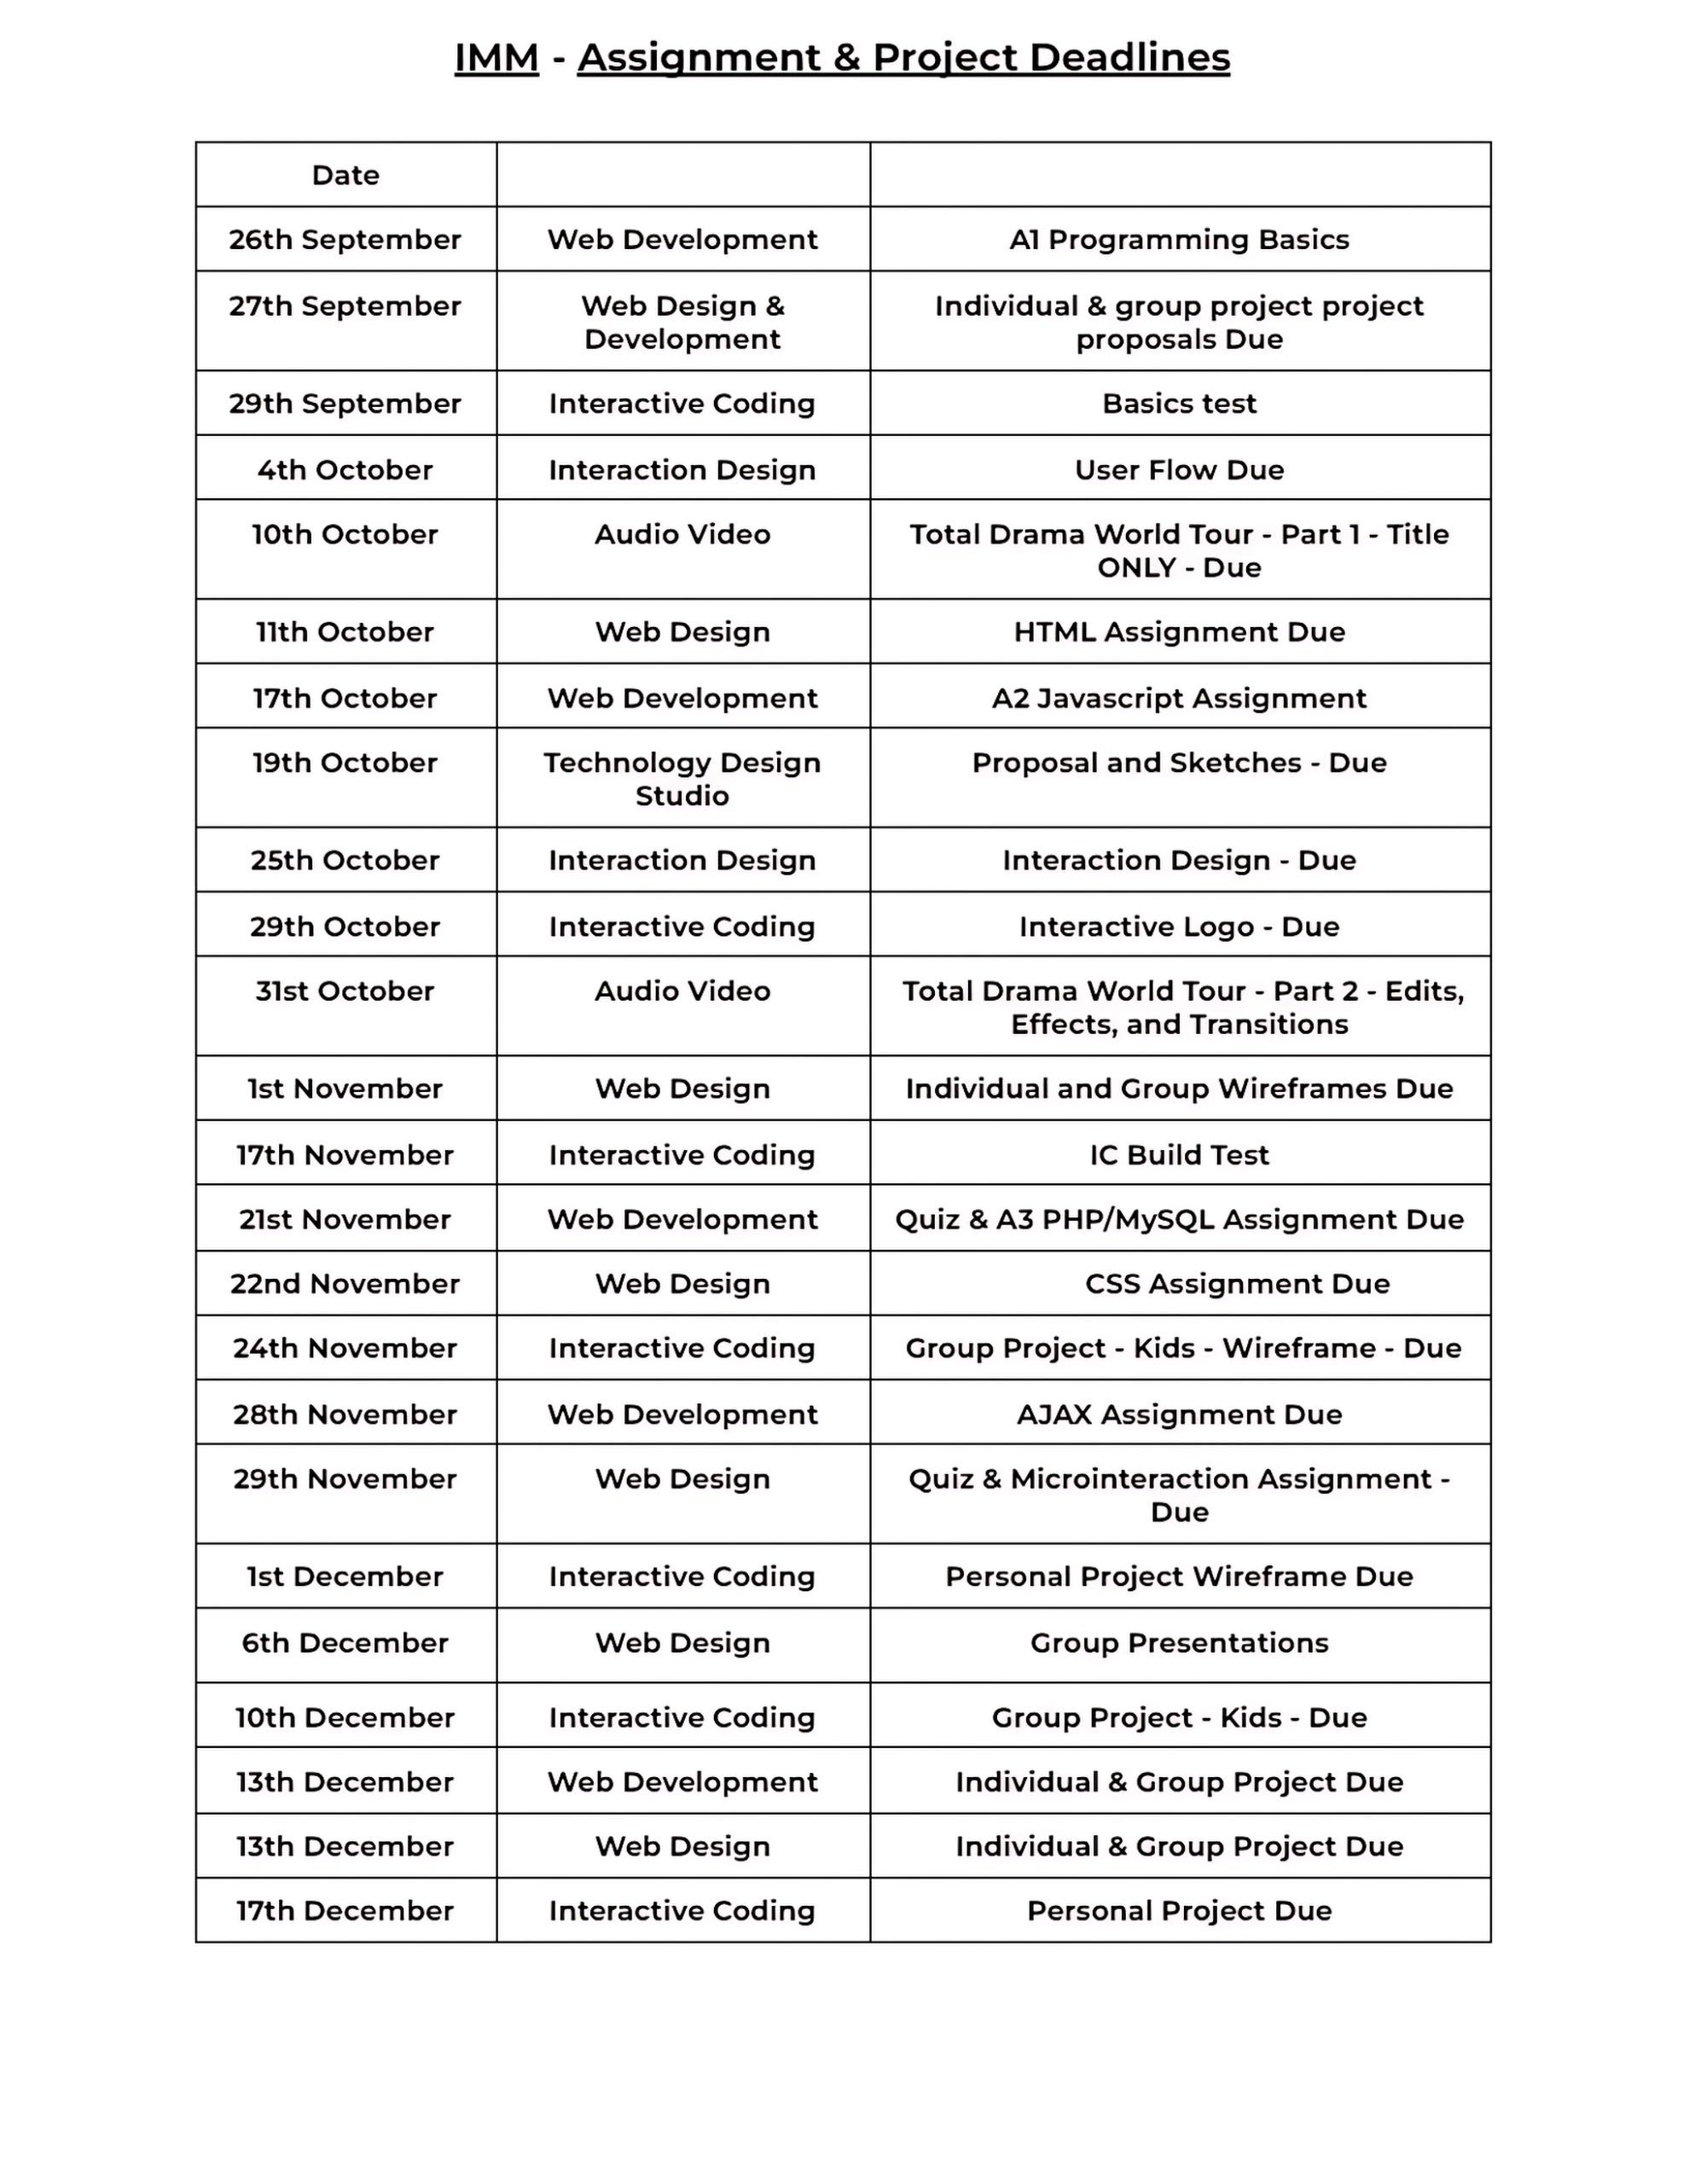 IMM - Assignment & Project Deadlines
Date
26th September Web Development A1 Programming Basics
27th September Web Design & Individual & group project project
Development proposals Due
29th September Interactive Coding Basics test
4th October Interaction Design User Flow Due
10th October Audio Video Total Drama World Tour - Part 1 - Title
ONLY - Due
11th October Web Design HTML Assignment Due
17th October Web Development A2 Javascript Assignment
19th October Technology Design Proposal and Sketches - Due
Studio
25th October Interaction Design Interaction Design - Due
29th October Interactive Coding Interactive Logo - Due
31st October Audio Video Total Drama World Tour - Part 2 - Edits,
Effects, and Transitions
1st November Web Design Individual and Group Wireframes Due
17th November Interactive Coding IC Build Test
21st November Web Development Quiz & A3 PHP/MySQL Assignment Due
22nd November Web Design CSS Assignment Due
24th November Interactive Coding Group Project - Kids - Wireframe - Due
28th November Web Development AJAX Assignment Due
29th November Web Design Quiz & Microinteraction Assignment -
Due
1st December Interactive Coding Personal Project Wireframe Due
6th December Web Design Group Presentations
10th December Interactive Coding Group Project - Kids - Due
13th December Web Development Individual & Group Project Due
13th December Web Design Individual & Group Project Due
17th December Interactive Coding Personal Project Due